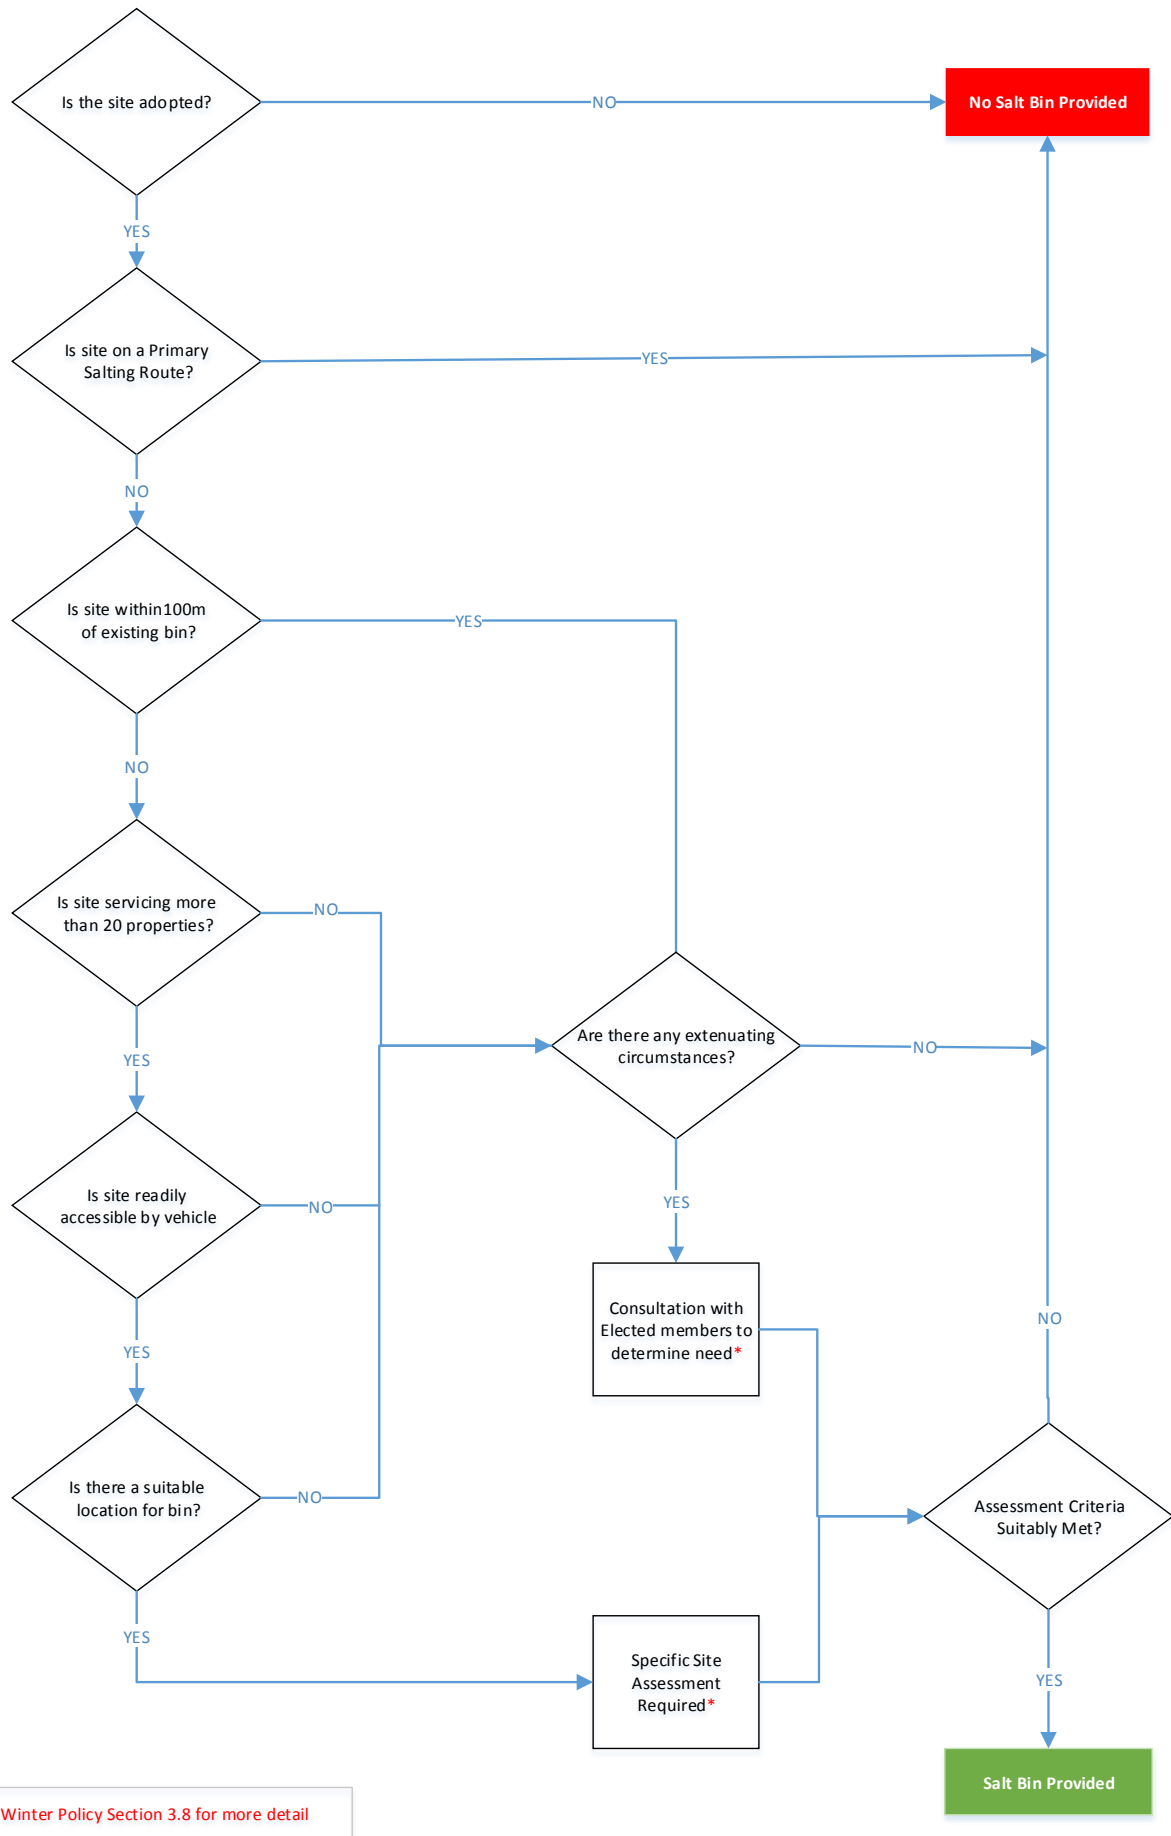 Is the site adopted?
NO
No Salt Bin Provided
YES
Is site on a Primary
Salting Route?
YES
NO
Is site within100m
of existing bin?
YES
NO
Is site servicing more
than 20 properties?
NO
Are there any extenuating
circumstances?
NO
YES
Is site readily
accessible by vehicle
NO
YES
Consultation with
Elected members to
determine need*
NO
YES
Is there a suitable
location for bin?
NO
Assessment Criteria
Suitably Met?
YES
Specific Site
Assessment
Required*
YES
Salt Bin Provided
Winter Policy Section 3.8 for more detail